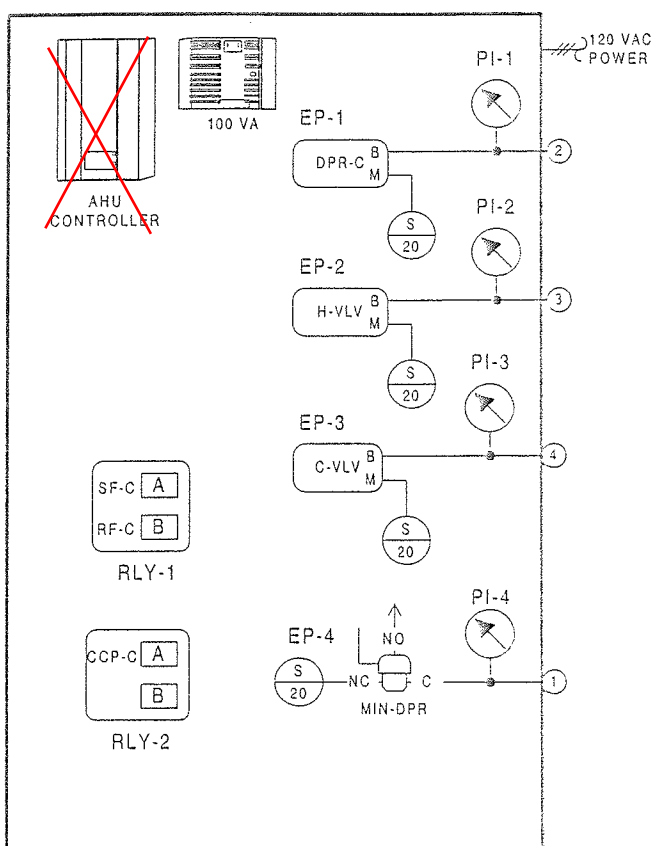 120 VAC
POWER
PI-1
100 VA
EP-1
DPR-C
B
M
2
AHU
CONTROLLER
S
20
PI-2
EP-2
H-VLV
B
M
3
S
20
PI-3
EP-3
C-VLV
B
M
4
S
20
SF-C A
RF-C B
RLY-1
PI-4
EP-4
NO
S
20
NC
C
1
MIN-DPR
CCP-C A
B
RLY-2